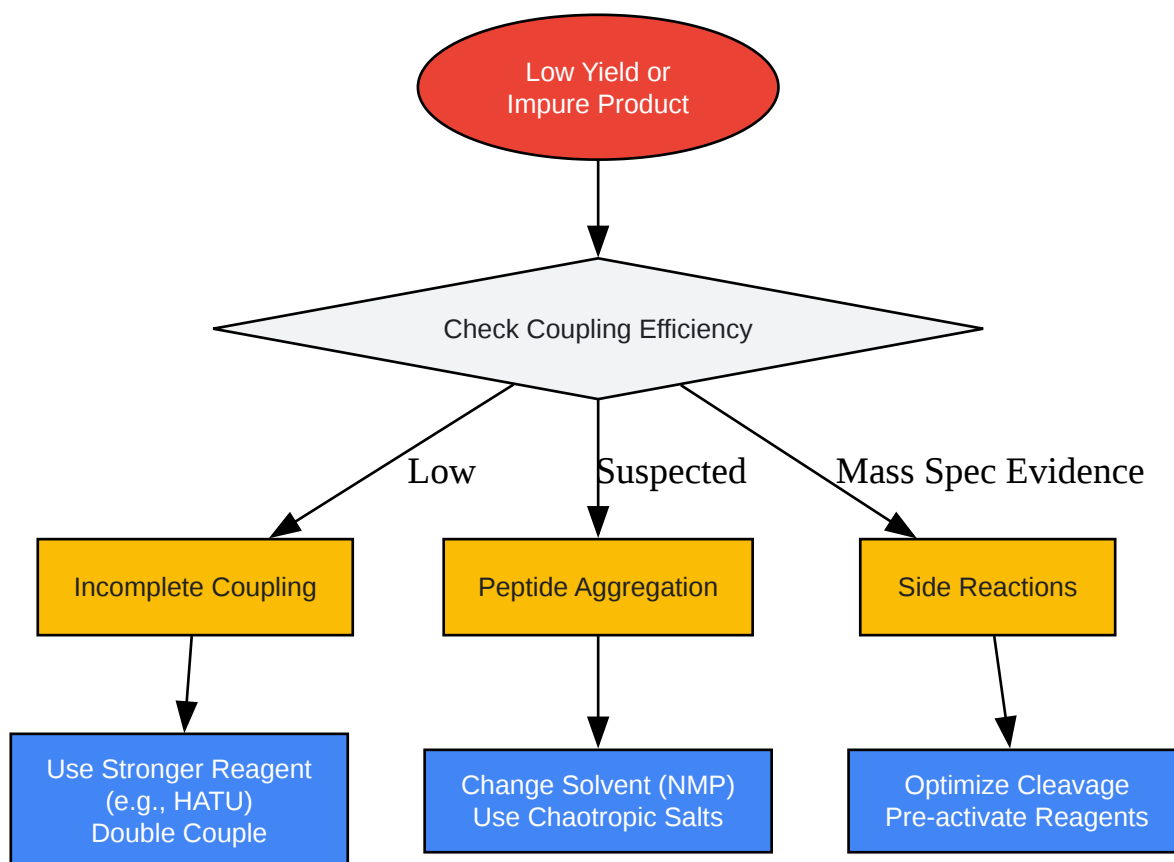 Low Yield or
Impure Product
Check Coupling Efficiency
Low
Suspected
Mass Spec Evidence
Incomplete Coupling
Peptide Aggregation
Side Reactions
Use Stronger Reagent
(e.g., HATU)
Double Couple
Change Solvent (NMP)
Use Chaotropic Salts
Optimize Cleavage
Pre-activate Reagents